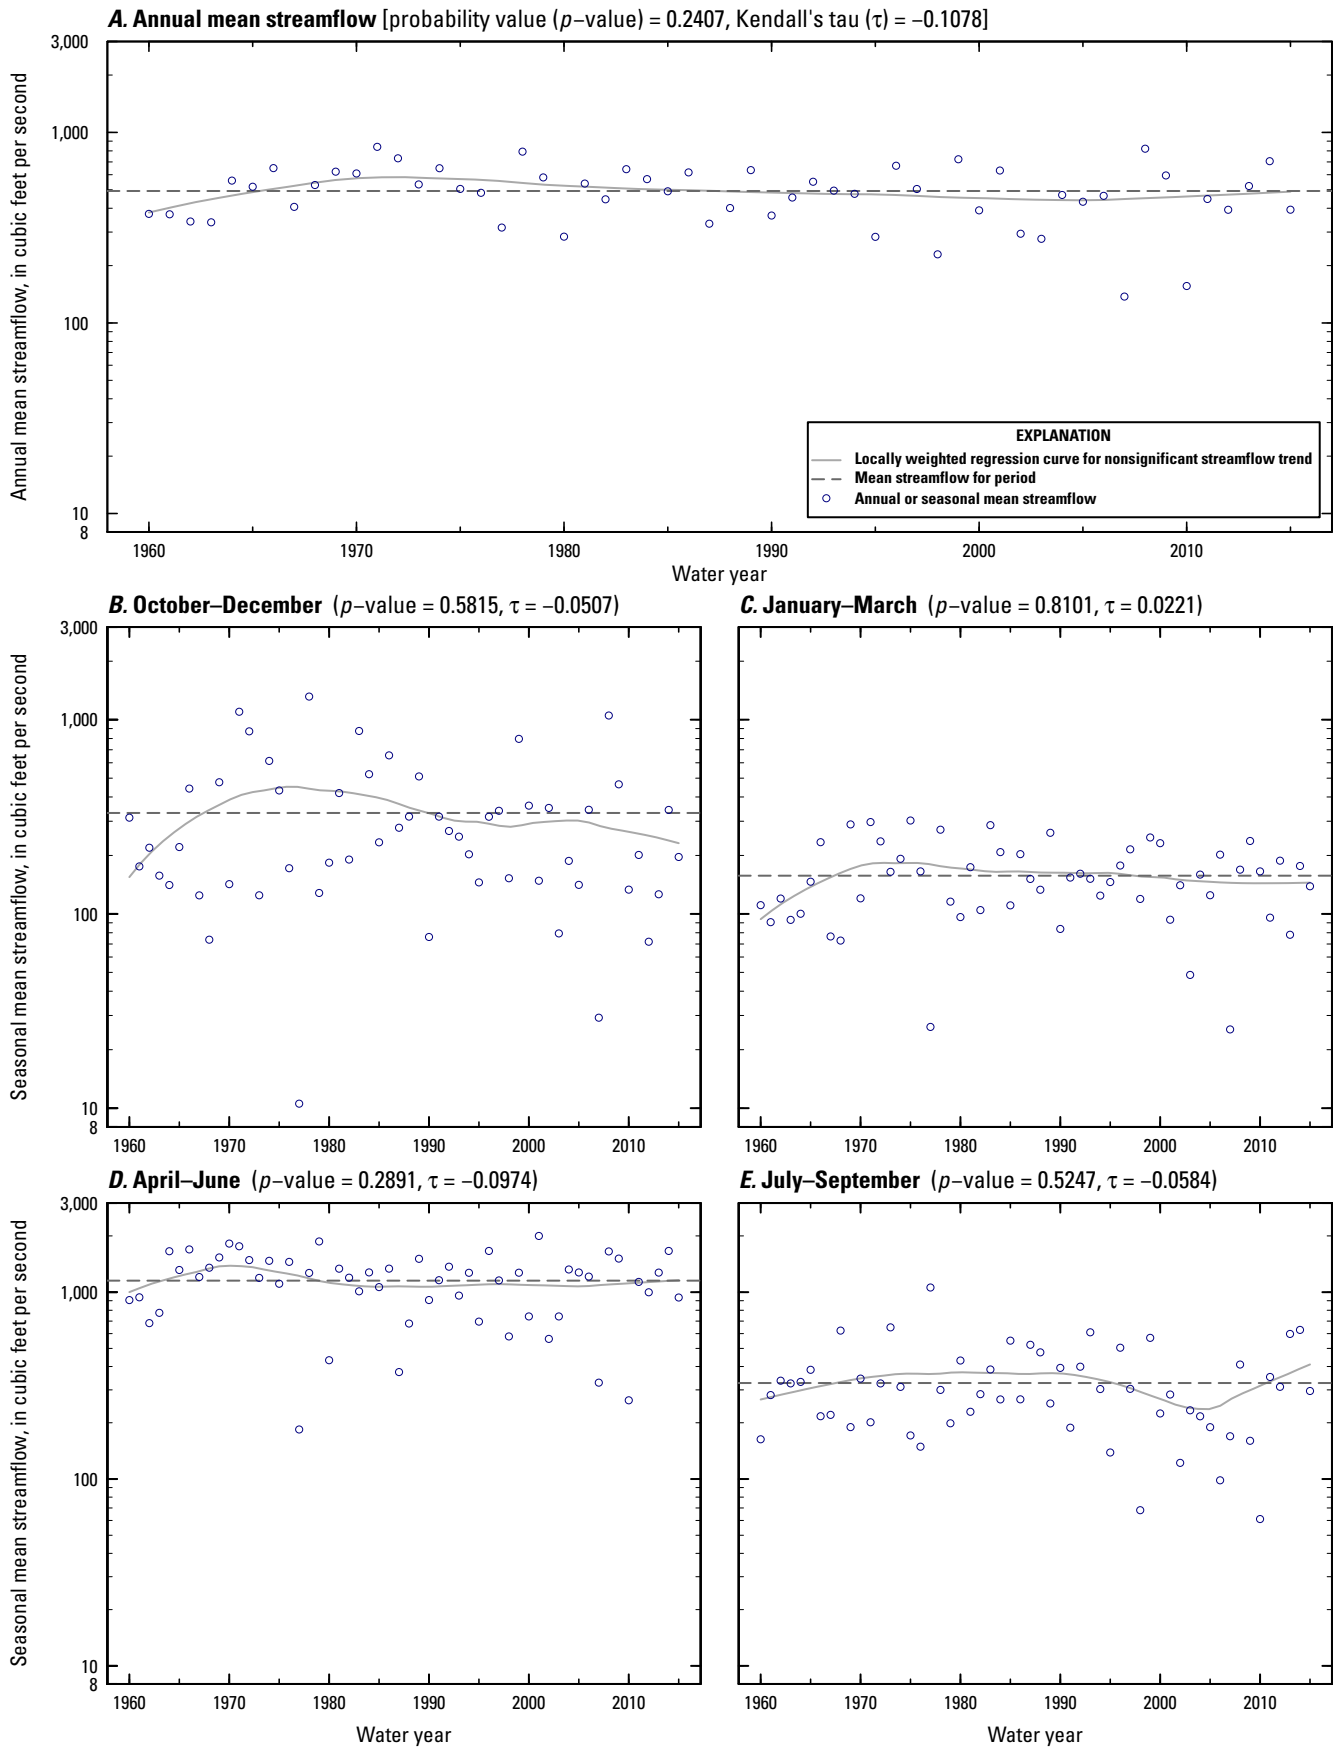 A. Annual mean streamflow [probability value (p–value) = 0.2407, Kendall's tau (τ) = –0.1078]
Annual mean streamflow, in cubic feet per second
3,000
1,000
100
10
8
EXPLANATION
Locally weighted regression curve for nonsignificant streamflow trend
Mean streamflow for period
Annual or seasonal mean streamflow
1960 1970 1980 1990 2000 2010
Water year
B. October–December (p–value = 0.5815, τ = –0.0507)
Seasonal mean streamflow, in cubic feet per second
3,000
1,000
100
10
8
1960 1970 1980 1990 2000 2010
C. January–March (p–value = 0.8101, τ = 0.0221)
1960 1970 1980 1990 2000 2010
D. April–June (p–value = 0.2891, τ = –0.0974)
Seasonal mean streamflow, in cubic feet per second
3,000
1,000
100
10
8
1960 1970 1980 1990 2000 2010
Water year
E. July–September (p–value = 0.5247, τ = –0.0584)
1960 1970 1980 1990 2000 2010
Water year